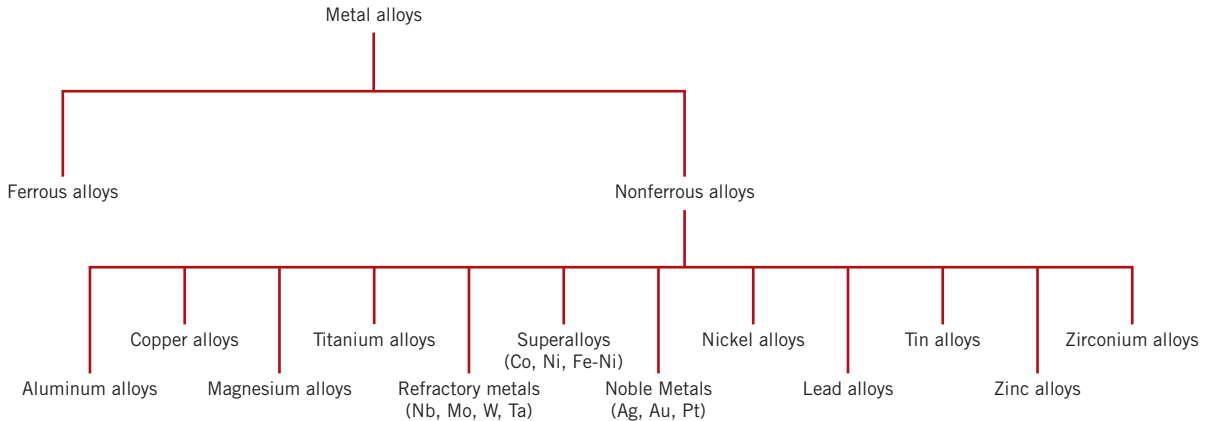 Metal alloys
Ferrous alloys
Nonferrous alloys
Copper alloys
Titanium alloys
Superalloys
(Co, Ni, Fe-Ni)
Nickel alloys
Tin alloys
Zirconium alloys
Aluminum alloys
Magnesium alloys
Refractory metals
(Nb, Mo, W, Ta)
Noble Metals
(Ag, Au, Pt)
Lead alloys
Zinc alloys